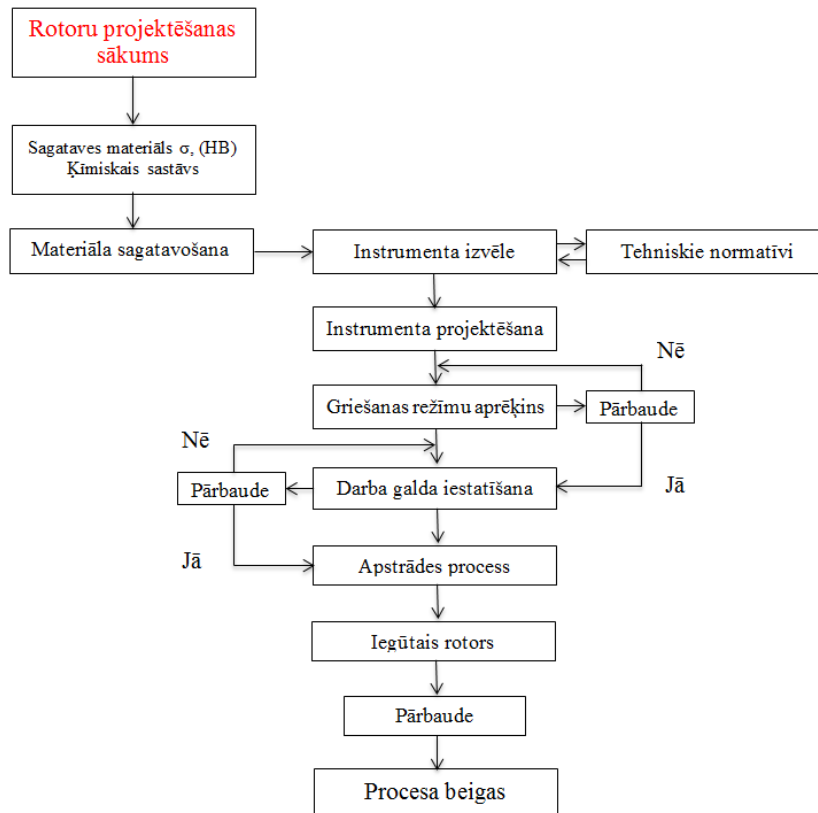 Rotoru projektēšanas
sākums
Sagataves materiāls σ, (HB)
Ķīmiskais sastāvs
Materiāla sagatavošana
Instrumenta izvēle
Tehniskie normatīvi
Instrumenta projektēšana
Nē
Griešanas režīmu aprēķins
Pārbaude
Nē
Jā
Pārbaude
Darba galda iestatīšana
Jā
Apstrādes process
Iegūtais rotors
Pārbaude
Procesa beigas